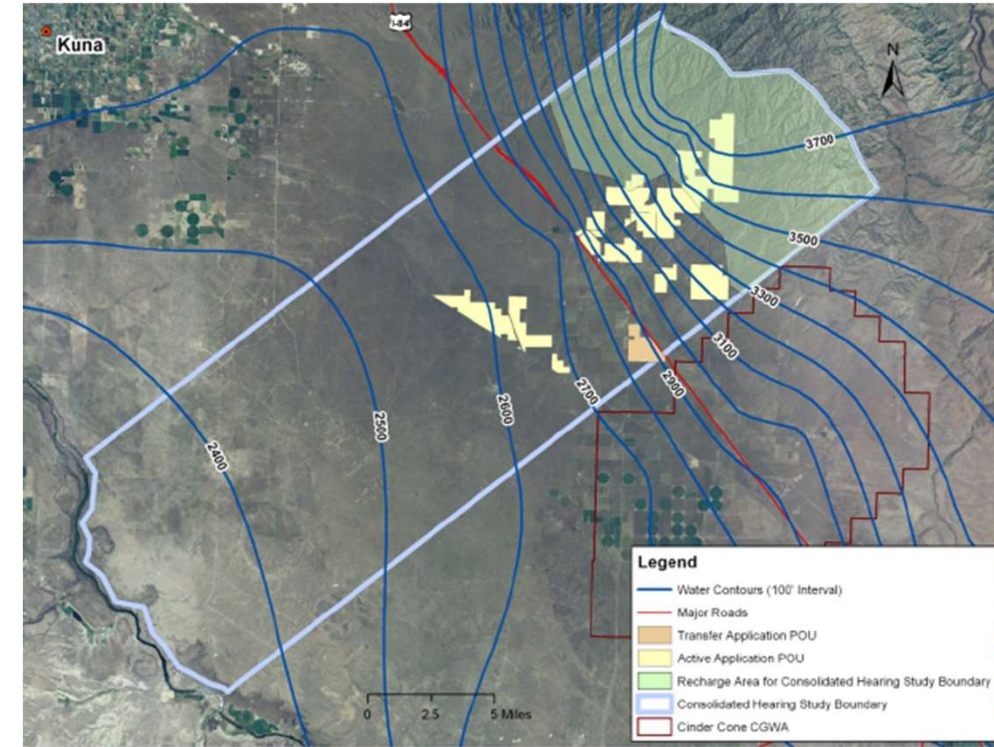 I-84
Kuna
N
3700
3500
3300
3100
2900
2700
2600
2500
2400
Legend
Water Contours (100' Interval)
Major Roads
Transfer Application POU
Active Application POU
Recharge Area for Consolidated Hearing Study Boundary
Consolidated Hearing Study Boundary
Cinder Cone CGWA
0 2.5 5 Miles